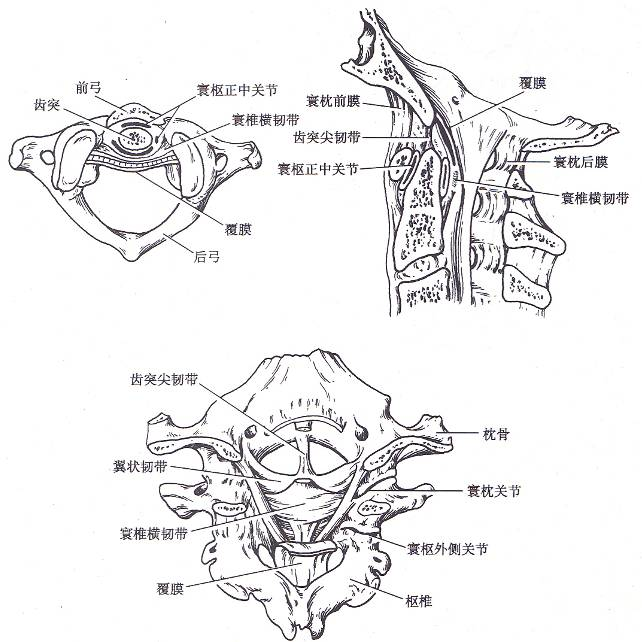 前弓
齿突
寰枢正中关节
寰椎横韧带
覆膜
后弓
覆膜
寰枕前膜
齿突尖韧带
寰枢正中关节
寰枕后膜
寰椎横韧带
齿突尖韧带
枕骨
翼状韧带
寰枕关节
寰椎横韧带
寰枢外侧关节
覆膜
枢椎